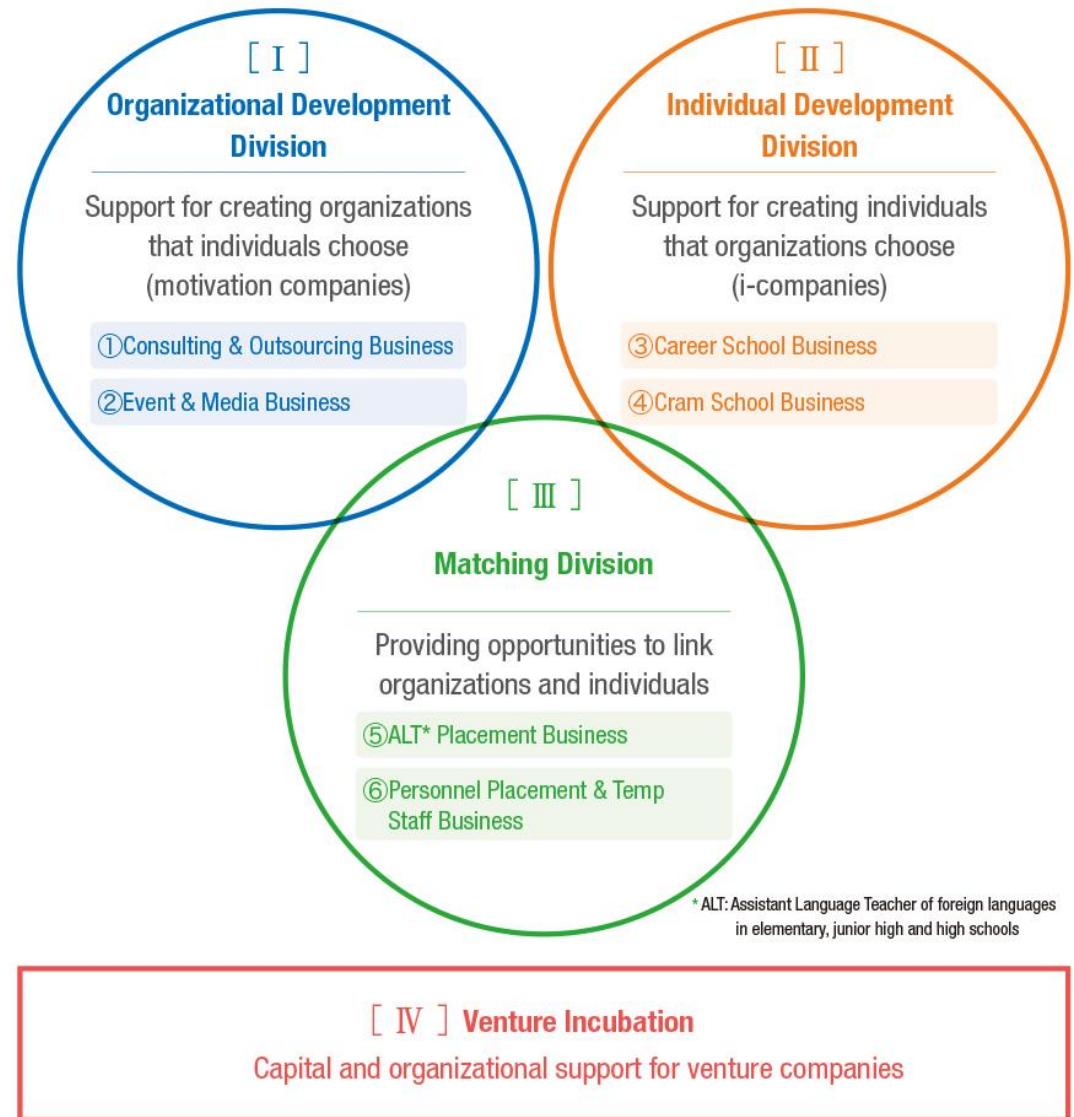 [ Ⅰ ]
Organizational Development
Division
Support for creating organizations
that individuals choose
(motivation companies)
①Consulting & Outsourcing Business
②Event & Media Business
[ Ⅱ ]
Individual Development
Division
Support for creating individuals
that organizations choose
(i-companies)
③Career School Business
④Cram School Business
[ Ⅲ ]
Matching Division
Providing opportunities to link
organizations and individuals
⑤ALT* Placement Business
⑥Personnel Placement & Temp
Staff Business
* ALT: Assistant Language Teacher of foreign languages
in elementary, junior high and high schools
[ Ⅳ ] Venture Incubation
Capital and organizational support for venture companies